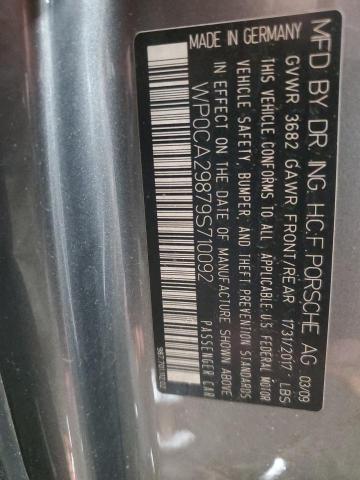 MFD BY DR. ING. H.C.F PORSCHE AG 03/09
GVWR 3682 GAWR FRONT/REAR 1731/2017 LBS
THIS VEHICLE CONFORMS TO ALL APPLICABLE U.S. FEDERAL MOTOR
VEHICLE SAFETY, BUMPER, AND THEFT PREVENTION STANDARDS
IN EFFECT ON THE DATE OF MANUFACTURE SHOWN ABOVE
WP0CA29879S710092 PASSENGER CAR
MADE IN GERMANY